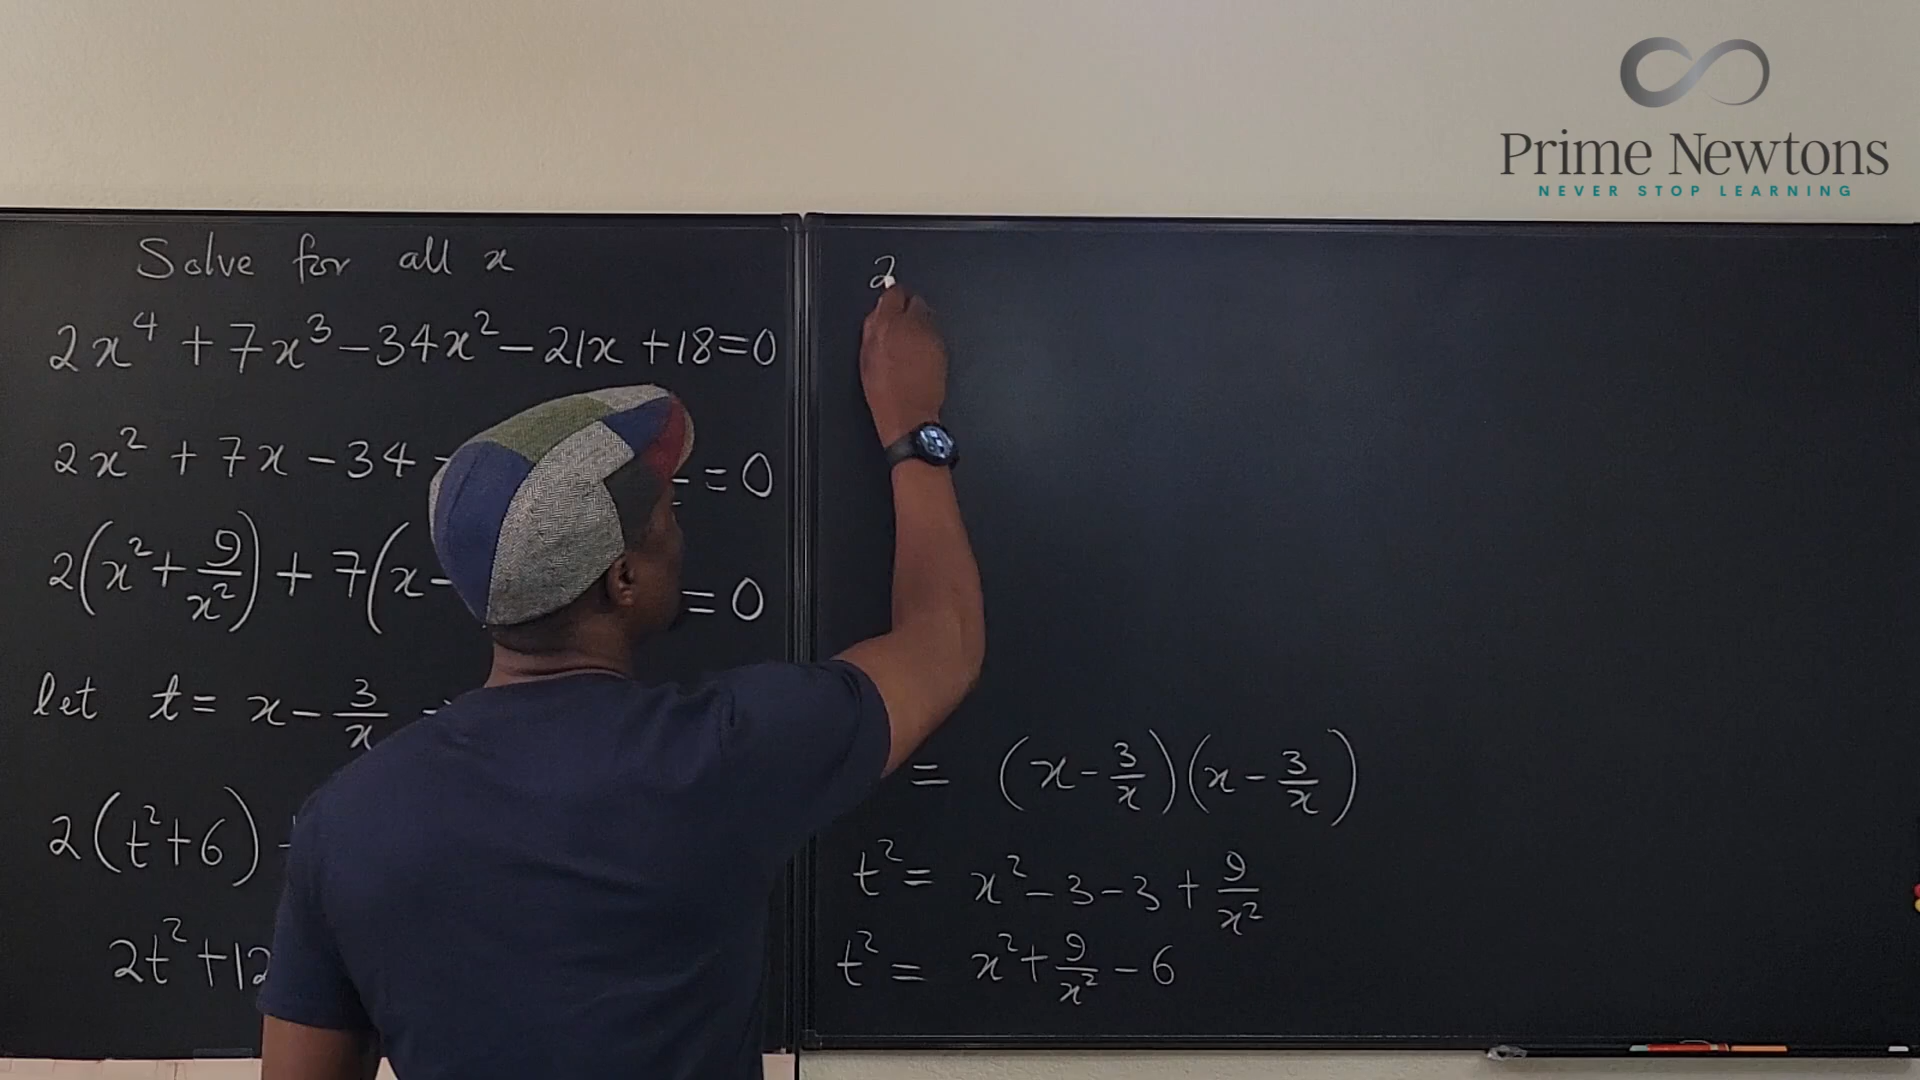 Prime Newtons
NEVER STOP LEARNING
Solve for all x
2x⁴ + 7x³ - 34x² - 21x + 18 = 0
2x² + 7x - 34 - = 0
2(x² + 9/x²) + 7(x - = 0
let t = x - 3/x
2(t² + 6)
2t² + 12
2
= (x - 3/x)(x - 3/x)
t² = x² - 3 - 3 + 9/x²
t² = x² + 9/x² - 6